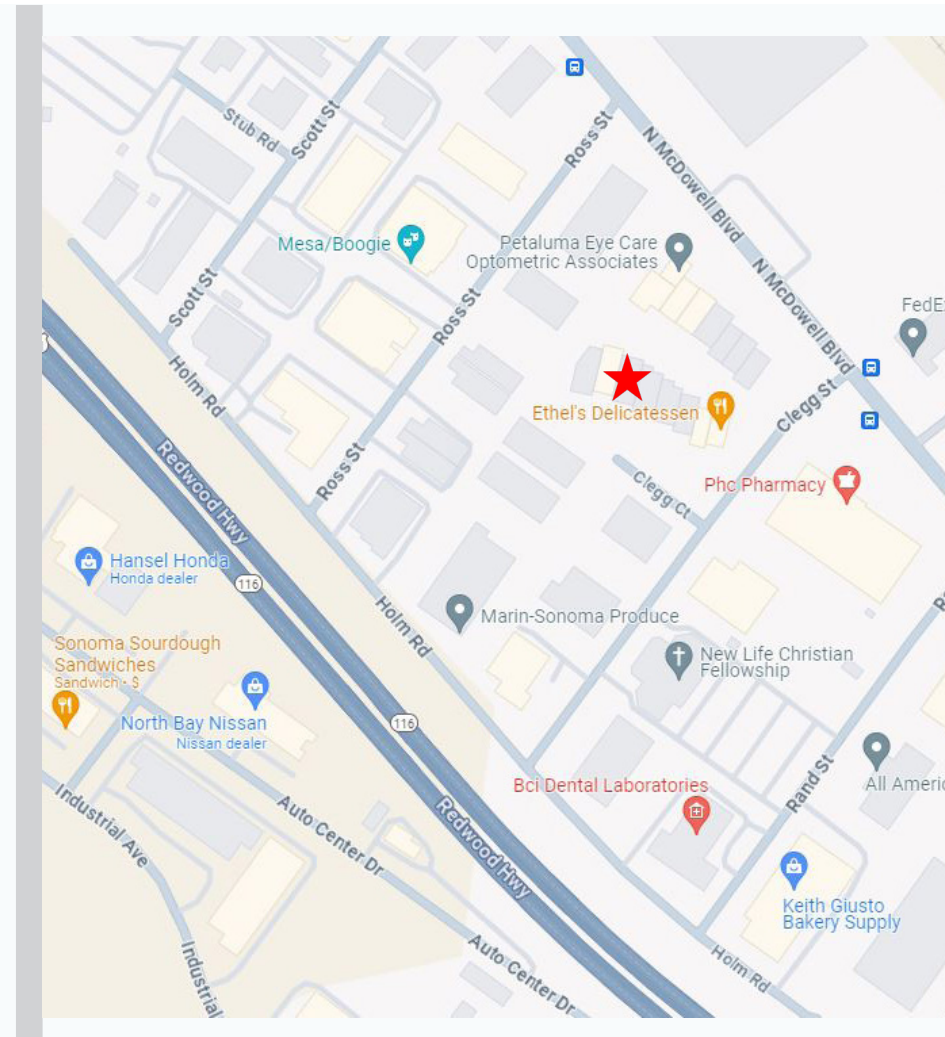 Stub Rd
Scott St
Ross St
N McDowell Blvd
Mesa/Boogie
Petaluma Eye Care
Optometric Associates
Scott St
Ross St
N McDowell Blvd
FedE
Holm Rd
Ethel's Delicatessen
Clegg St
Ross St
Redwood Hwy
Clegg Ct
Phc Pharmacy
Hansel Honda
Honda dealer
116
Holm Rd
Marin-Sonoma Produce
Sonoma Sourdough
Sandwiches
Sandwich • $
New Life Christian
Fellowship
North Bay Nissan
Nissan dealer
116
Bci Dental Laboratories
Rand St
All Americ
Industrial Ave
Auto Center Dr
Redwood Hwy
Keith Giusto
Bakery Supply
Industrial
Auto Center Dr
Holm Rd